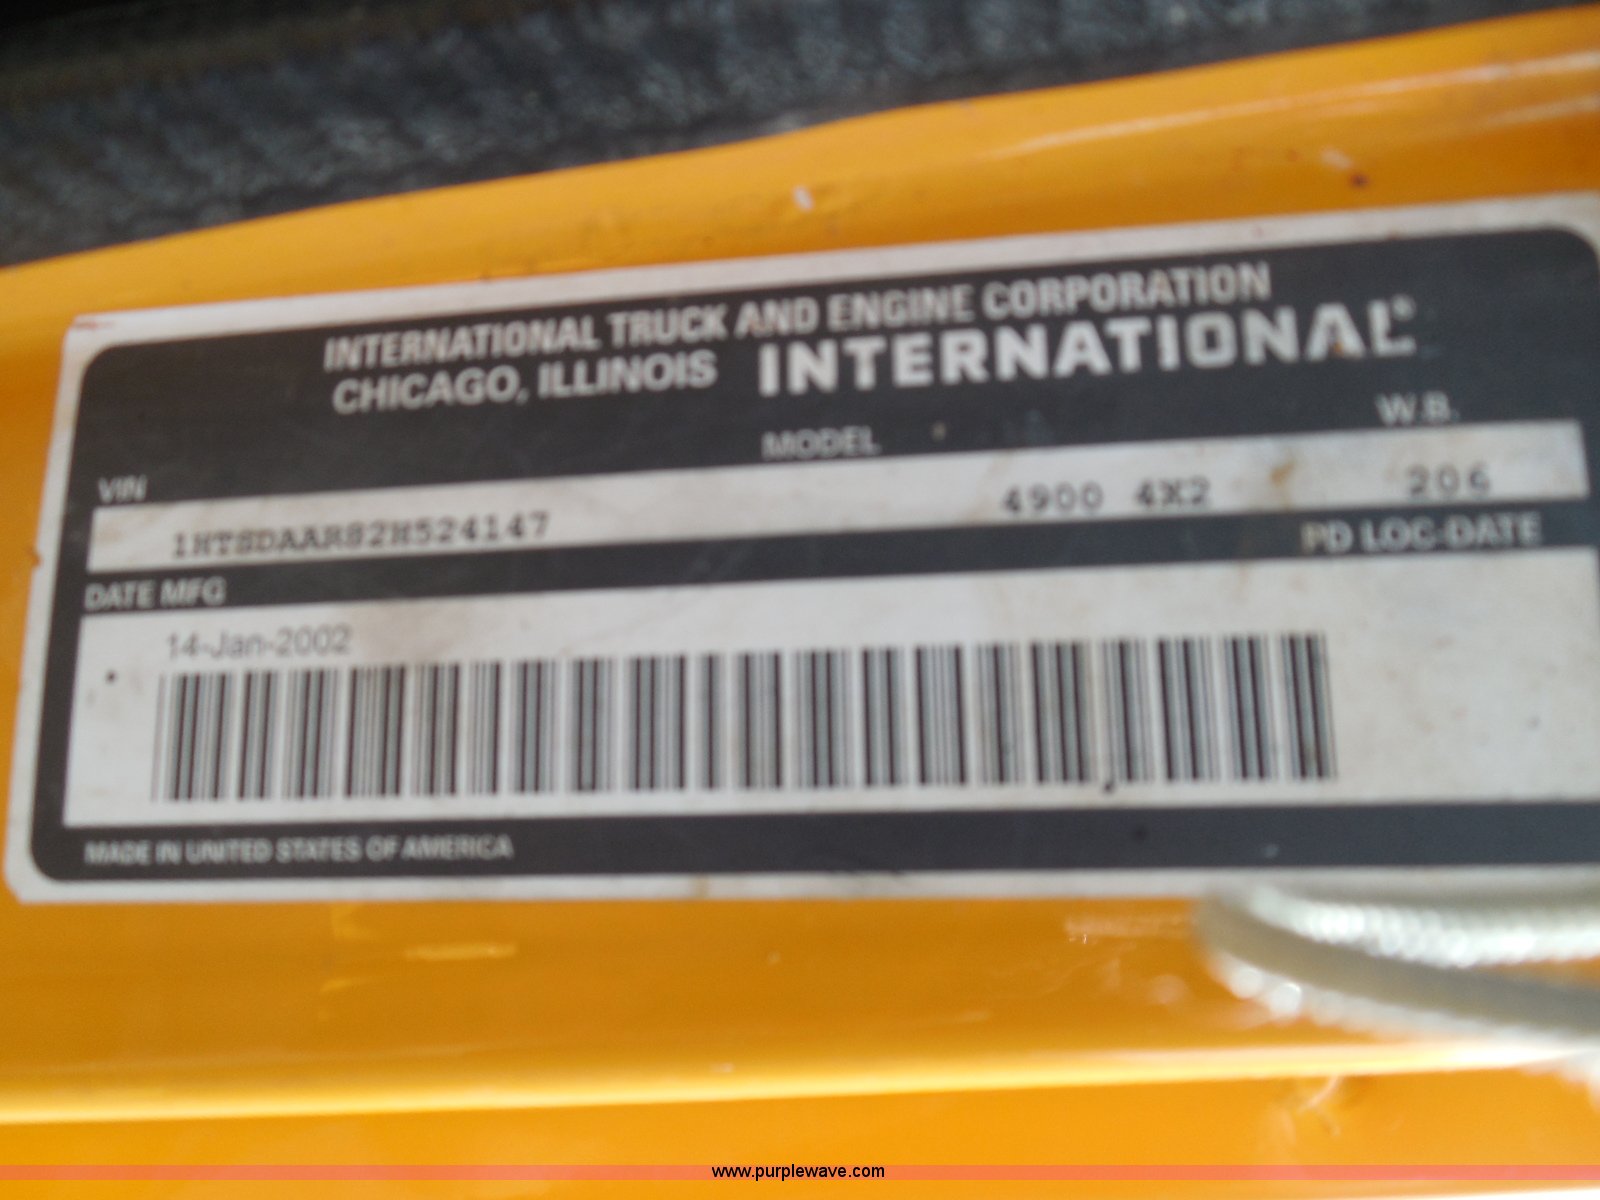 INTERNATIONAL TRUCK AND ENGINE CORPORATION
CHICAGO, ILLINOIS INTERNATIONAL®
VIN MODEL W.B.
1HTSDAAR82H524147 4900 4X2 206
DATE MFG PD LOC-DATE
14-Jan-2002
MADE IN UNITED STATES OF AMERICA
www.purplewave.com